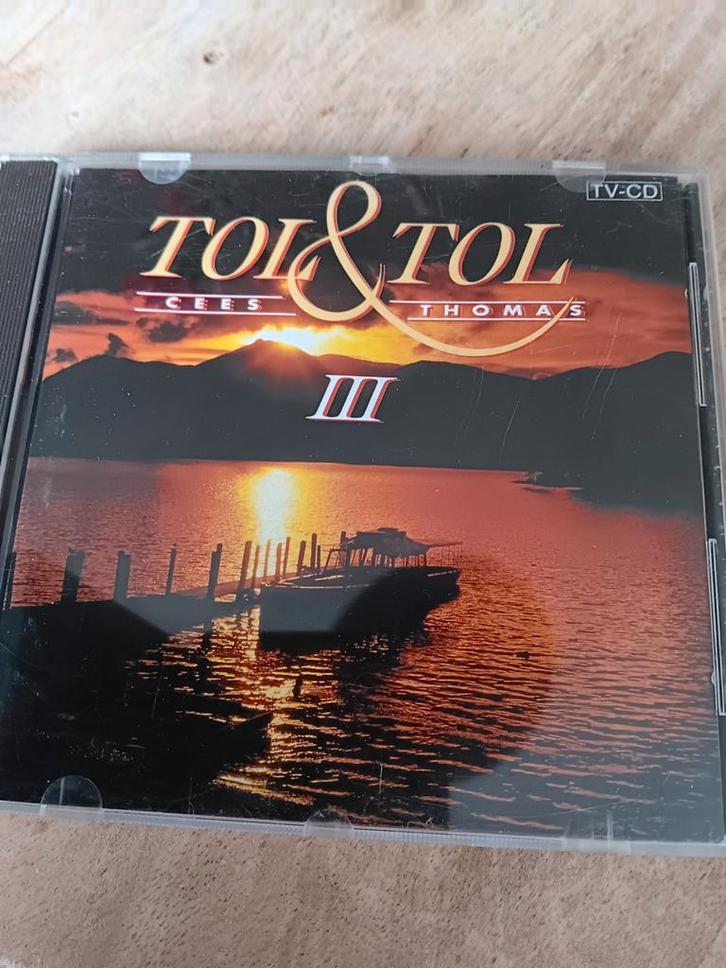 TV-CD
TOL & TOL
CEES THOMAS
III